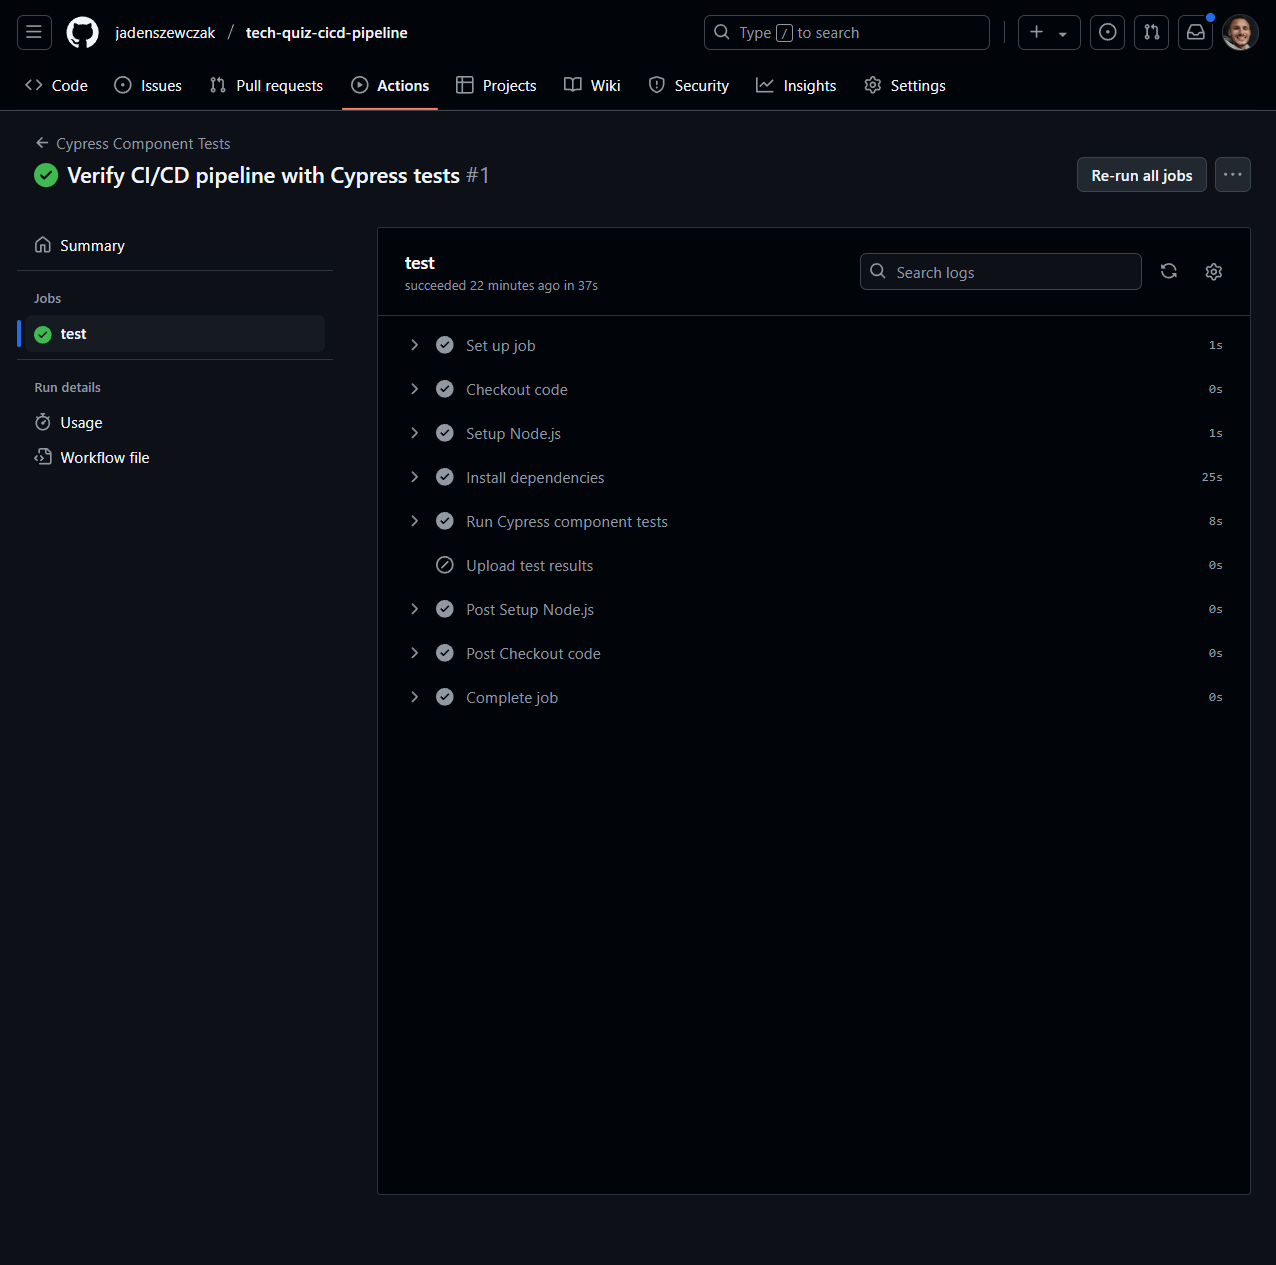 jadenszewczak / tech-quiz-cicd-pipeline
Type / to search
Code Issues Pull requests Actions Projects Wiki Security Insights Settings
Cypress Component Tests
Verify CI/CD pipeline with Cypress tests #1
Re-run all jobs
Summary
Jobs
test
Run details
Usage
Workflow file
test
succeeded 22 minutes ago in 37s
Search logs
Set up job 1s
Checkout code 0s
Setup Node.js 1s
Install dependencies 25s
Run Cypress component tests 8s
Upload test results 0s
Post Setup Node.js 0s
Post Checkout code 0s
Complete job 0s